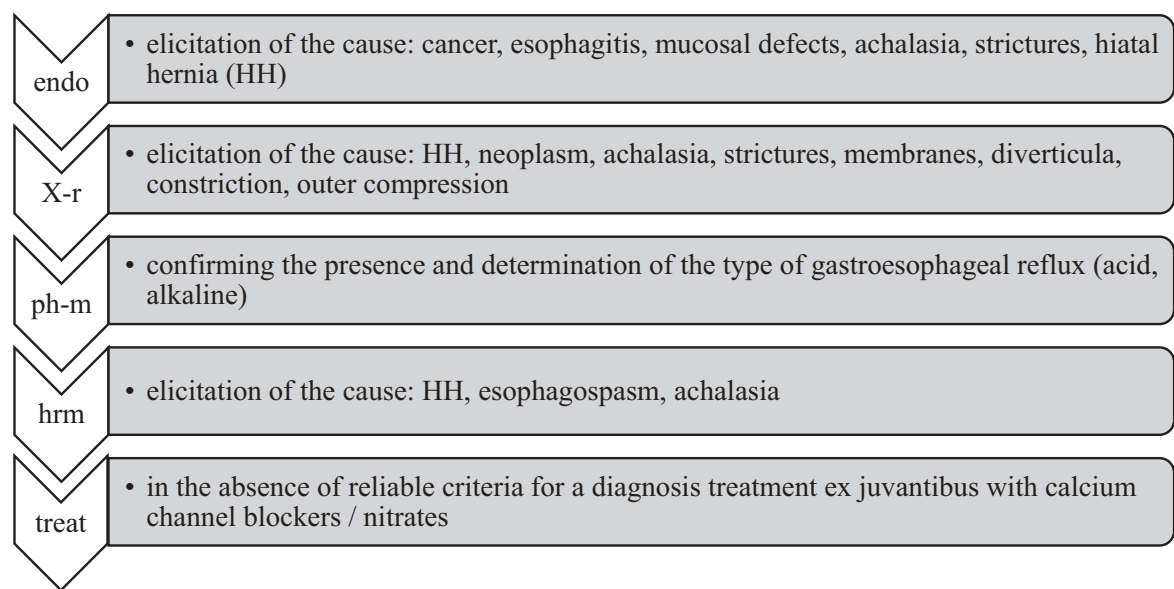 endo
• elicitation of the cause: cancer, esophagitis, mucosal defects, achalasia, strictures, hiatal
hernia (HH)
X-r
• elicitation of the cause: HH, neoplasm, achalasia, strictures, membranes, diverticula,
constriction, outer compression
ph-m
• confirming the presence and determination of the type of gastroesophageal reflux (acid,
alkaline)
hrm
• elicitation of the cause: HH, esophagospasm, achalasia
treat
• in the absence of reliable criteria for a diagnosis treatment ex juvantibus with calcium
channel blockers / nitrates